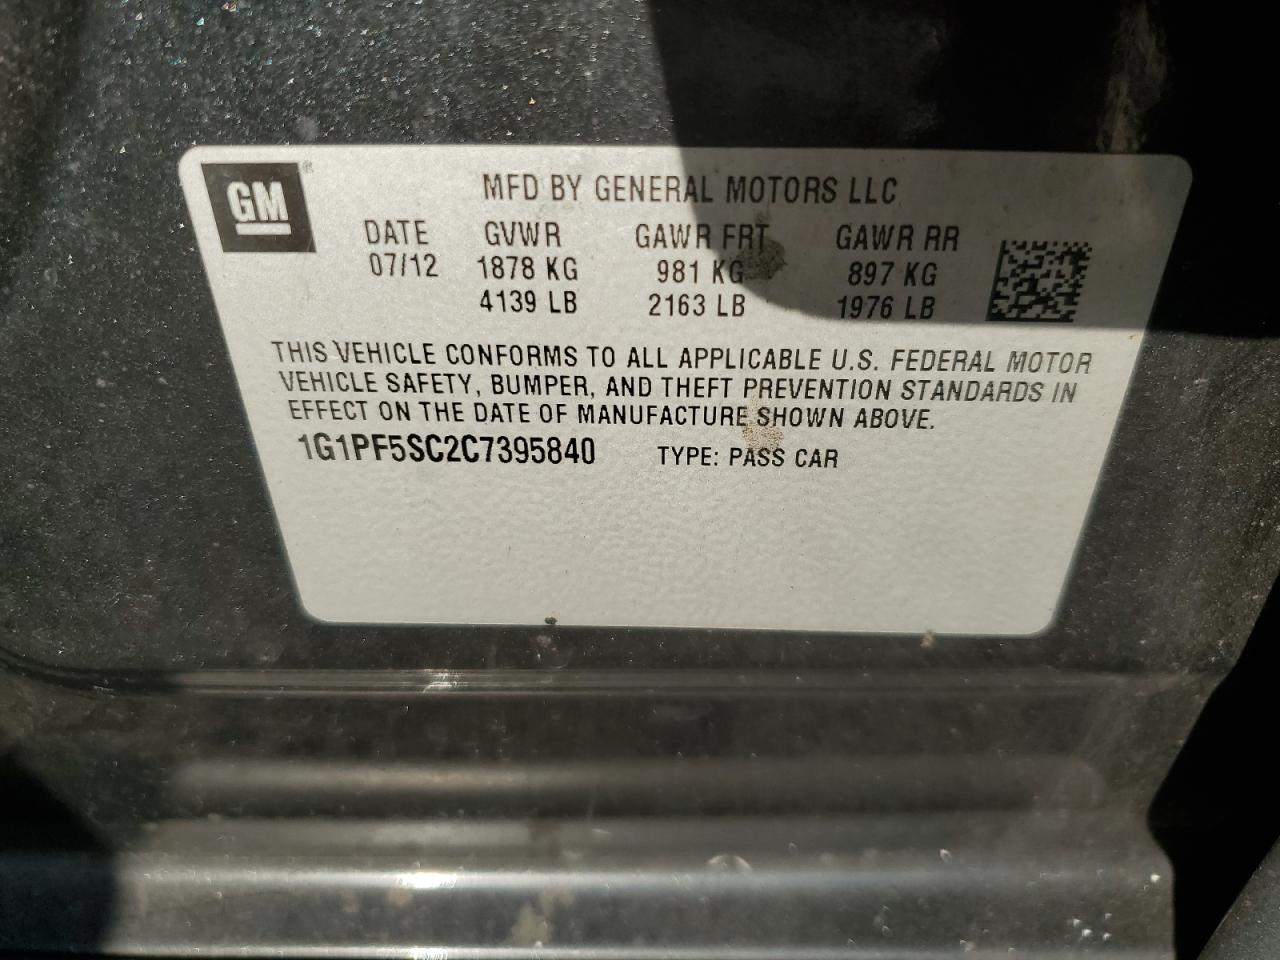 GM ®
MFD BY GENERAL MOTORS LLC
DATE GVWR GAWR FRT GAWR RR
07/12 1878 KG 981 KG 897 KG
4139 LB 2163 LB 1976 LB
THIS VEHICLE CONFORMS TO ALL APPLICABLE U.S. FEDERAL MOTOR
VEHICLE SAFETY, BUMPER, AND THEFT PREVENTION STANDARDS IN
EFFECT ON THE DATE OF MANUFACTURE SHOWN ABOVE.
1G1PF5SC2C7395840 TYPE: PASS CAR